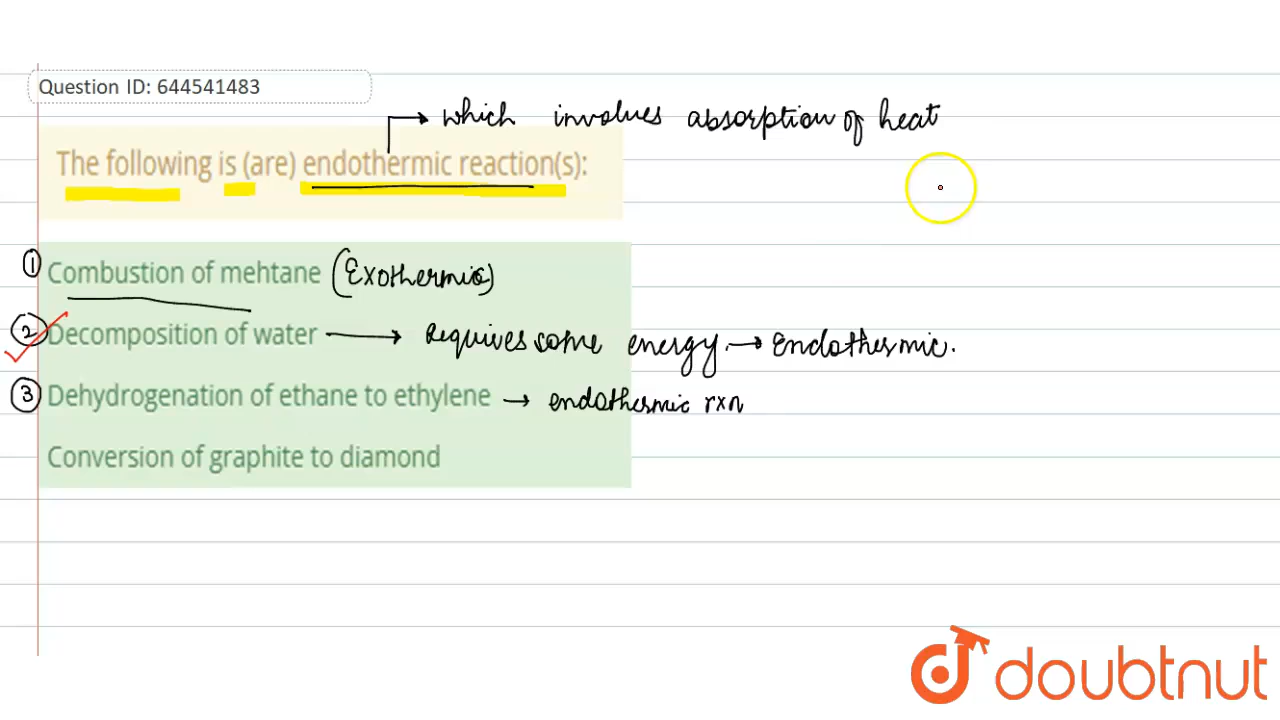 Question ID: 644541483
which involves absorption of heat
The following is (are) endothermic reaction(s):
1 Combustion of mehtane (Exothermic)
2 Decomposition of water → Requires some energy → Endothermic.
3 Dehydrogenation of ethane to ethylene → endothermic rxn
Conversion of graphite to diamond
doubtnut